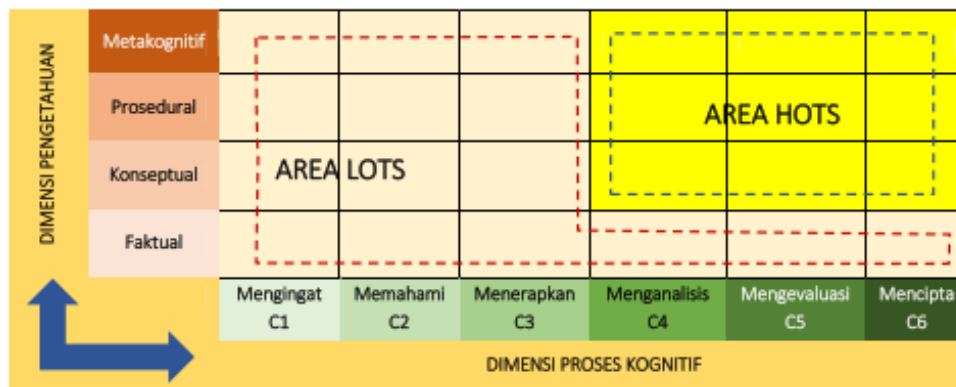 DIMENSI PENGETAHUAN
Metakognitif
Prosedural
Konseptual
Faktual
AREA LOTS
AREA HOTS
Mengingat
C1
Memahami
C2
Menerapkan
C3
Menganalisis
C4
Mengevaluasi
C5
Mencipta
C6
DIMENSI PROSES KOGNITIF